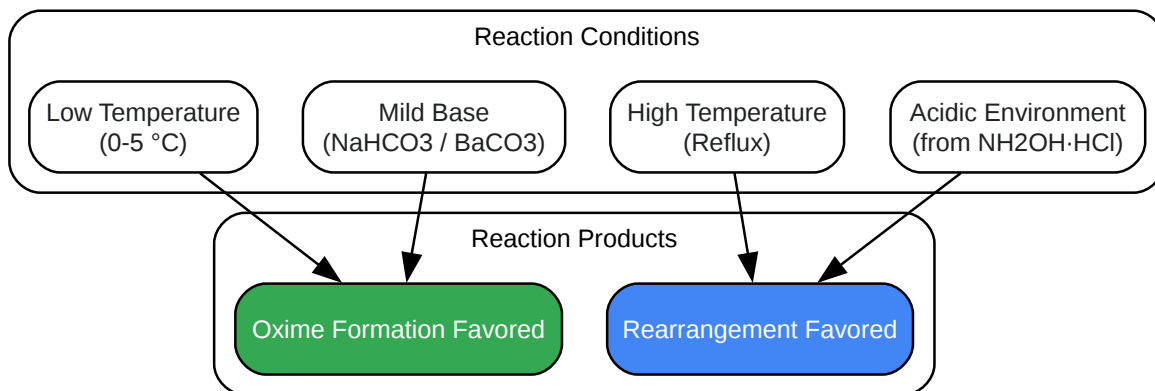 Reaction Conditions
Low Temperature
(0-5 °C)
Mild Base
(NaHCO3 / BaCO3)
High Temperature
(Reflux)
Acidic Environment
(from NH2OH·HCl)
Reaction Products
Oxime Formation Favored
Rearrangement Favored